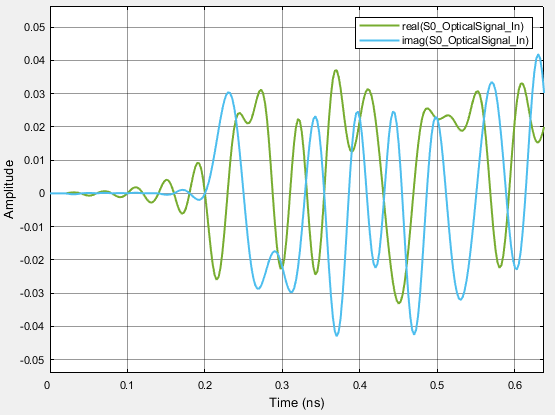 real(S0_OpticalSignal_In)
imag(S0_OpticalSignal_In)
0.05
0.04
0.03
0.02
0.01
0
-0.01
-0.02
-0.03
-0.04
-0.05
Amplitude
0 0.1 0.2 0.3 0.4 0.5 0.6
Time (ns)